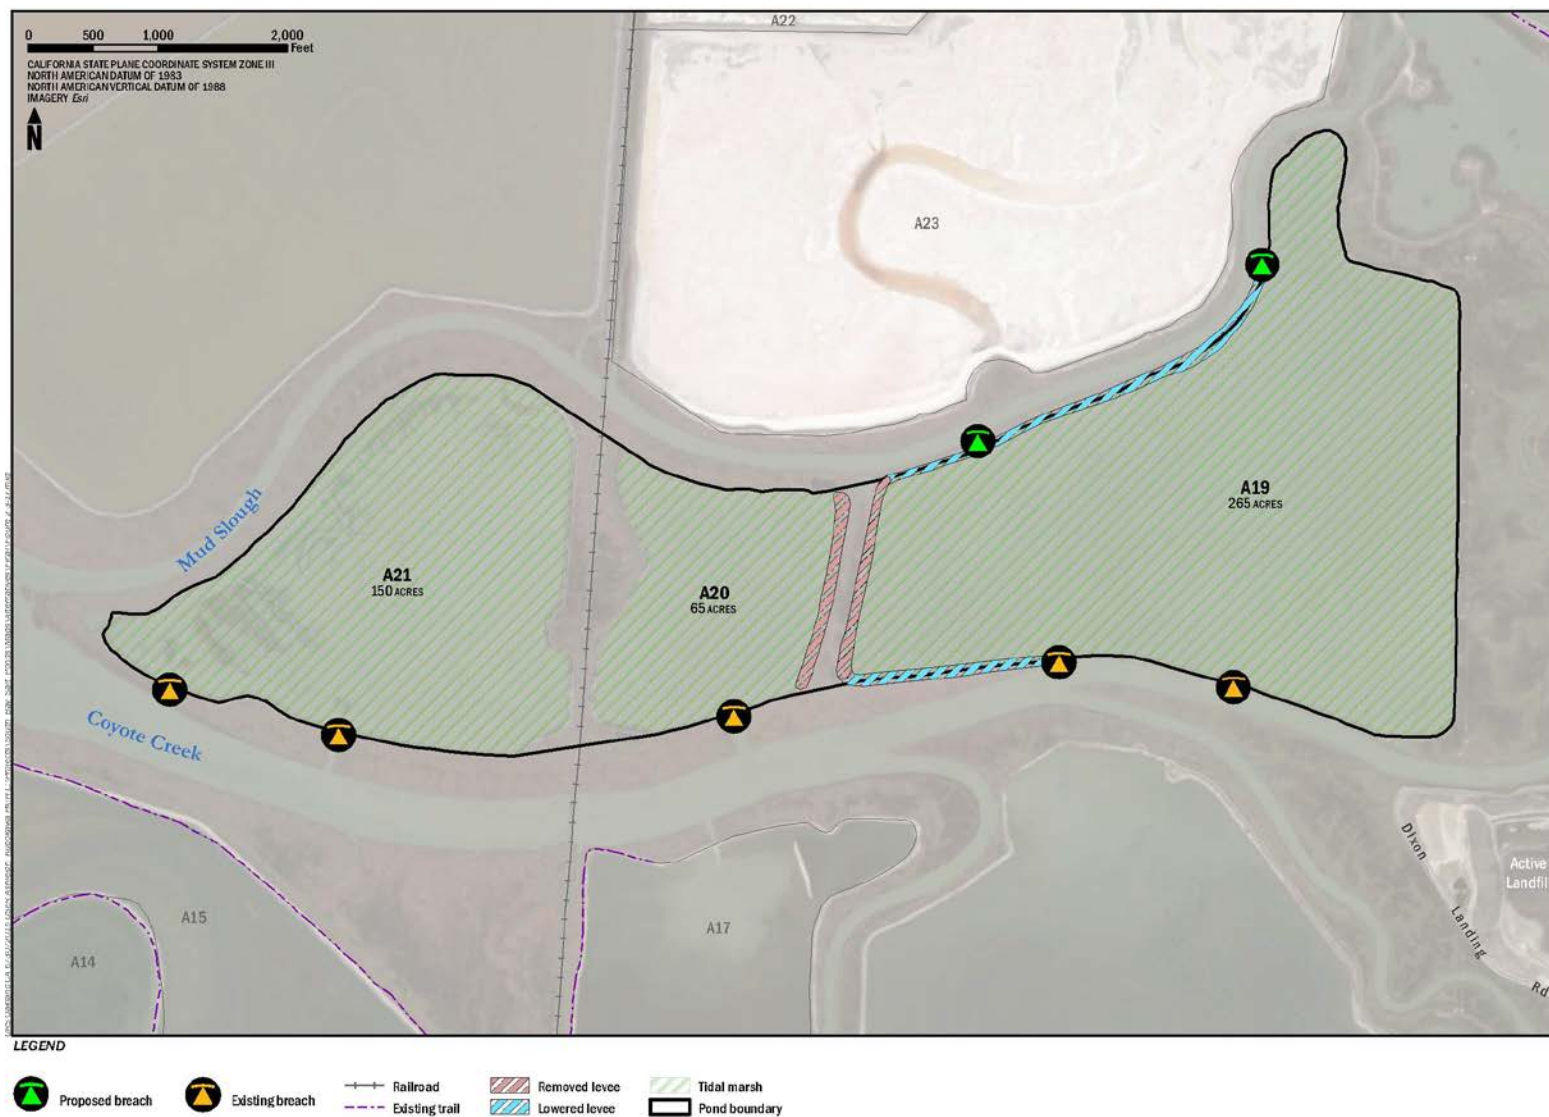 0 500 1,000 2,000
Feet
CALIFORNIA STATE PLANE COORDINATE SYSTEM ZONE III
NORTH AMERICAN DATUM OF 1983
NORTH AMERICAN VERTICAL DATUM OF 1988
IMAGERY Esri
N
A22
A23
A19
265 ACRES
Mud Slough
A21
150 ACRES
A20
65 ACRES
Coyote Creek
Dixon
Landing
Rd
Active
Landfill
A15
A17
A14
LEGEND
Proposed breach
Existing breach
Railroad
Existing trail
Removed levee
Lowered levee
Tidal marsh
Pond boundary